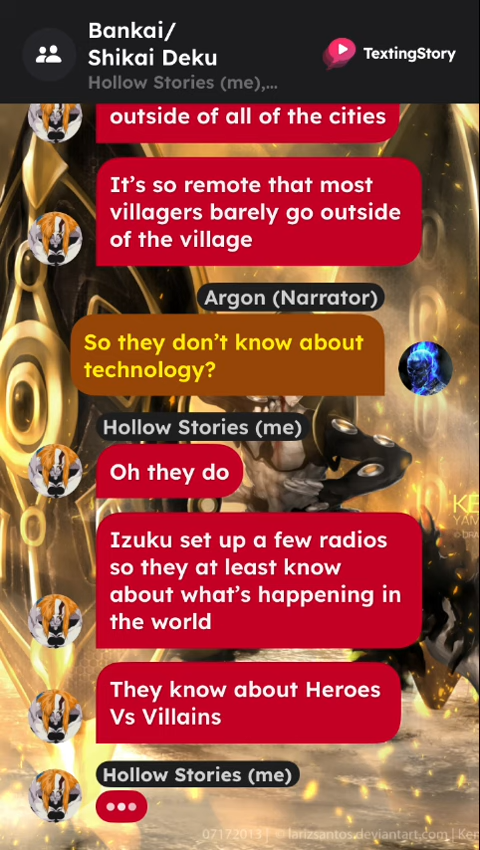 Bankai/
Shikai Deku
Hollow Stories (me),...
TextingStory
outside of all of the cities
It's so remote that most
villagers barely go outside
of the village
Argon (Narrator)
So they don't know about
technology?
Hollow Stories (me)
Oh they do
Izuku set up a few radios
so they at least know
about what's happening in
the world
They know about Heroes
Vs Villains
Hollow Stories (me)
07172013 | © larizsantos.deviantart.com | Ken